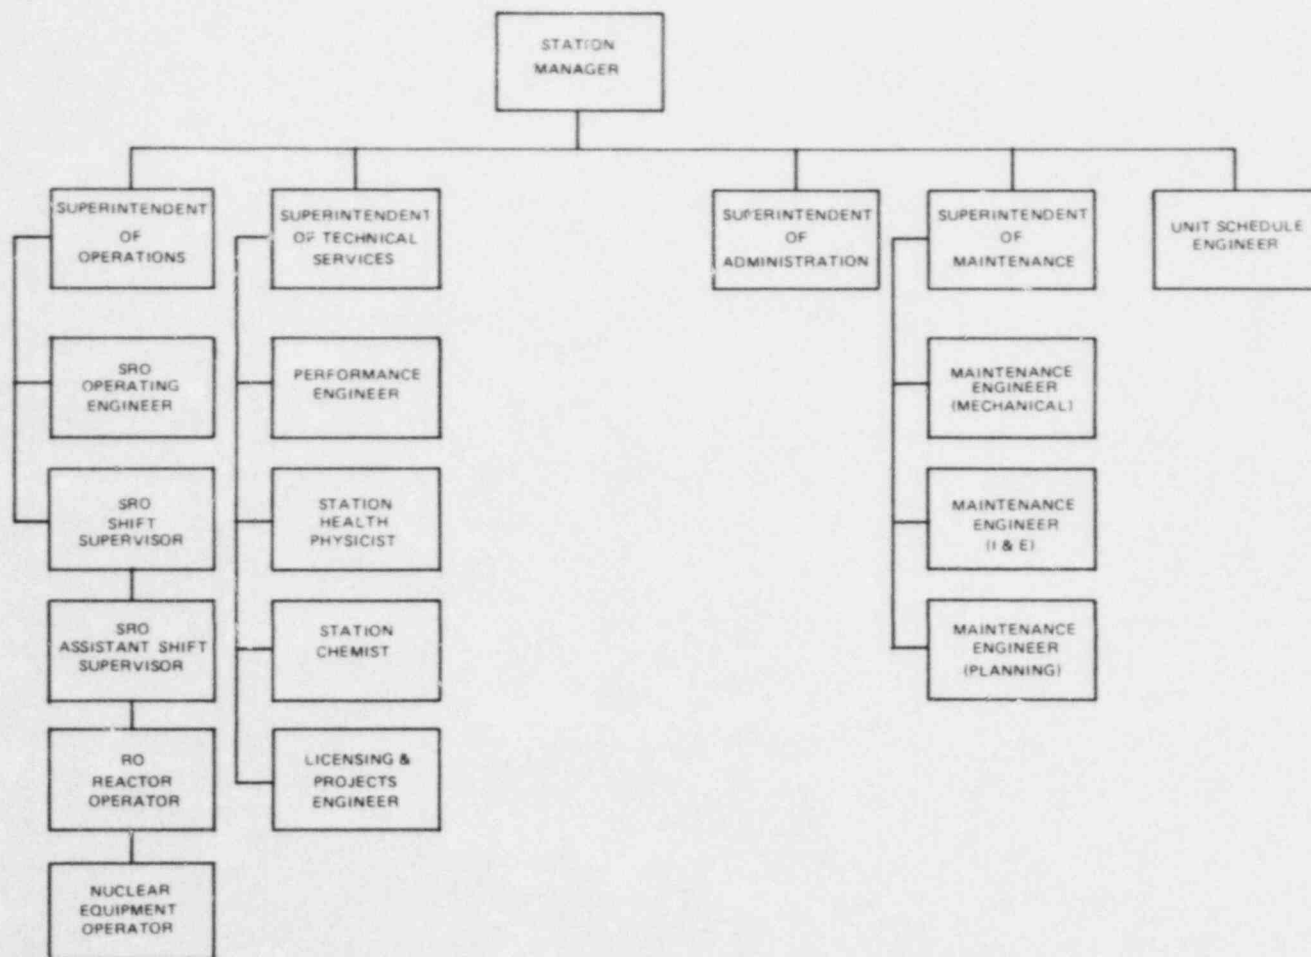 STATION
MANAGER
SUPERINTENDENT
OF
OPERATIONS
SUPERINTENDENT
OF TECHNICAL
SERVICES
SUPERINTENDENT
OF
ADMINISTRATION
SUPERINTENDENT
OF
MAINTENANCE
UNIT SCHEDULE
ENGINEER
SRO
OPERATING
ENGINEER
PERFORMANCE
ENGINEER
MAINTENANCE
ENGINEER
(MECHANICAL)
SRO
SHIFT
SUPERVISOR
STATION
HEALTH
PHYSICIST
MAINTENANCE
ENGINEER
(I & E)
SRO
ASSISTANT SHIFT
SUPERVISOR
STATION
CHEMIST
MAINTENANCE
ENGINEER
(PLANNING)
RO
REACTOR
OPERATOR
LICENSING &
PROJECTS
ENGINEER
NUCLEAR
EQUIPMENT
OPERATOR